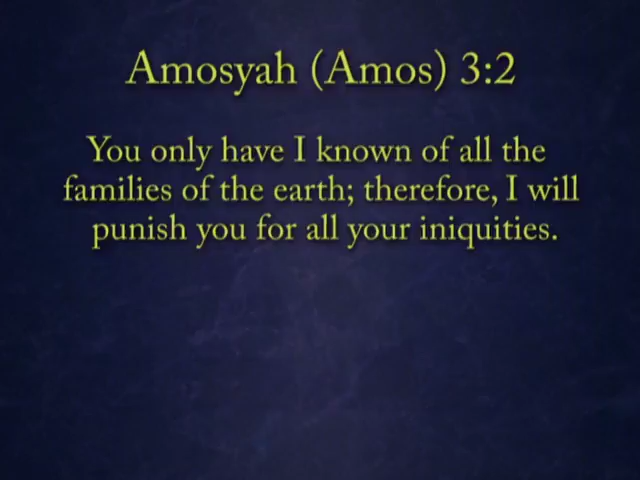 Amosyah (Amos) 3:2
You only have I known of all the
families of the earth; therefore, I will
punish you for all your iniquities.